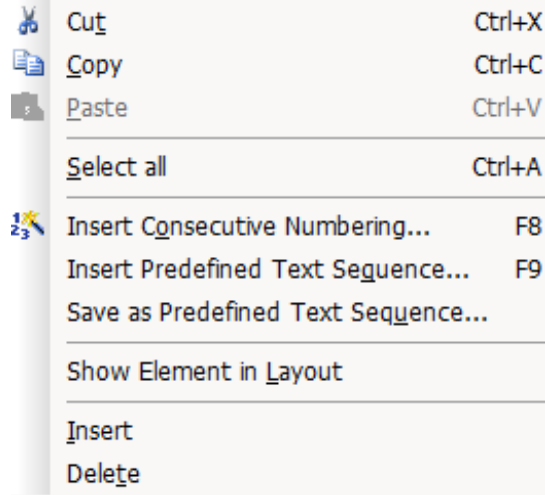 Cut Ctrl+X
Copy Ctrl+C
Paste Ctrl+V
Select all Ctrl+A
Insert Consecutive Numbering... F8
Insert Predefined Text Sequence... F9
Save as Predefined Text Sequence...
Show Element in Layout
Insert
Delete